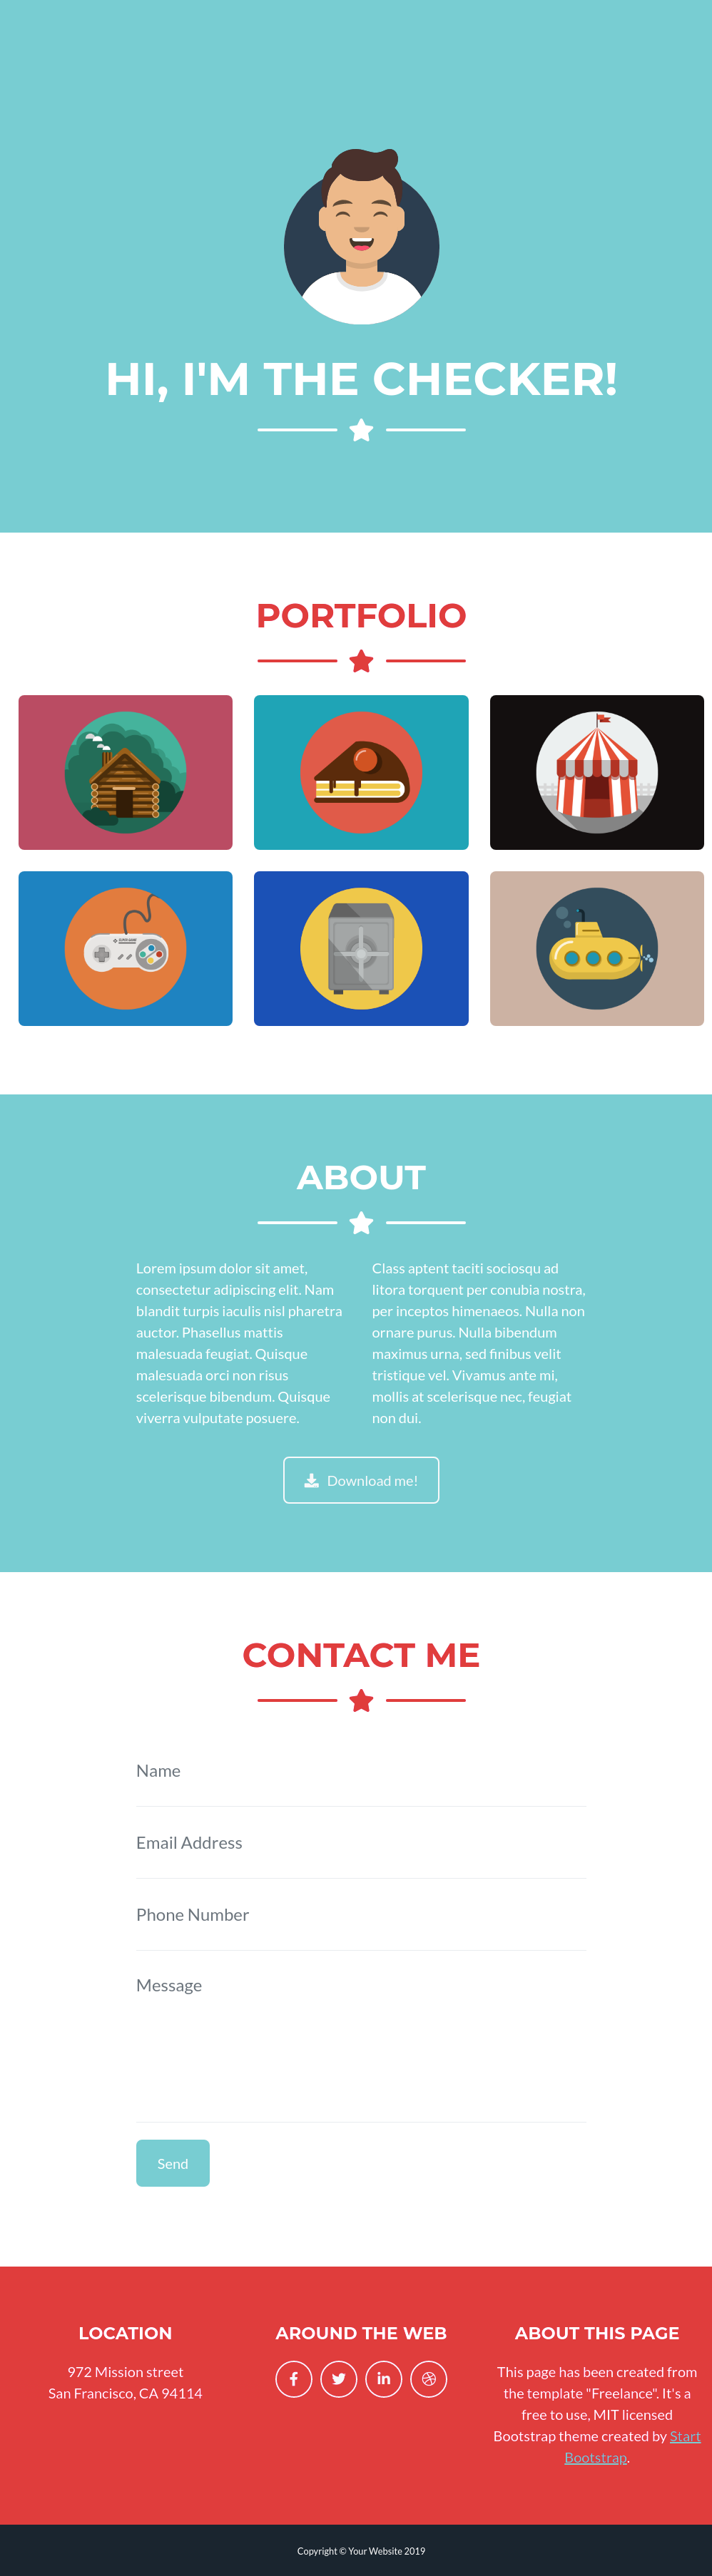 HI, I'M THE CHECKER!
PORTFOLIO
ABOUT
Lorem ipsum dolor sit amet,
consectetur adipiscing elit. Nam
blandit turpis iaculis nisl pharetra
auctor. Phasellus mattis
malesuada feugiat. Quisque
malesuada orci non risus
scelerisque bibendum. Quisque
viverra vulputate posuere.
Class aptent taciti sociosqu ad
litora torquent per conubia nostra,
per inceptos himenaeos. Nulla non
ornare purus. Nulla bibendum
maximus urna, sed finibus velit
tristique vel. Vivamus ante mi,
mollis at scelerisque nec, feugiat
non dui.
Download me!
CONTACT ME
Name
Email Address
Phone Number
Message
Send
LOCATION
972 Mission street
San Francisco, CA 94114
AROUND THE WEB
ABOUT THIS PAGE
This page has been created from
the template "Freelance". It's a
free to use, MIT licensed
Bootstrap theme created by Start
Bootstrap.
Copyright © Your Website 2019